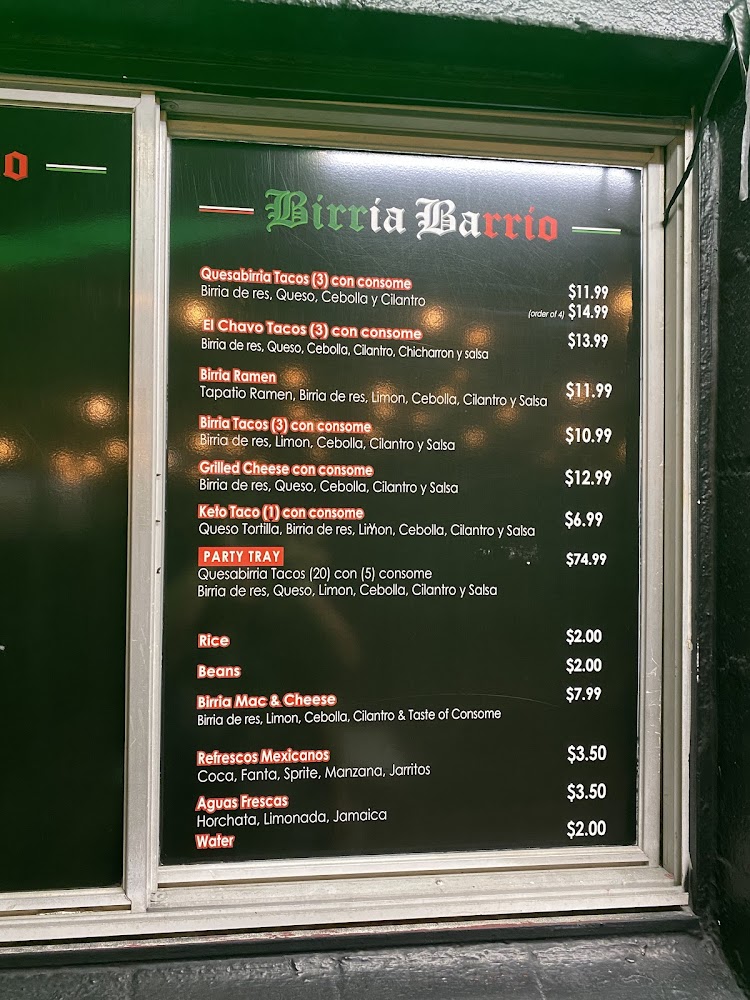 o
Birria Barrio
Quesabirria Tacos (3) con consome
Birria de res, Queso, Cebolla y Cilantro
$11.99
(order of 4) $14.99
El Chavo Tacos (3) con consome
$13.99
Birria de res, Queso, Cebolla, Cilantro, Chicharron y salsa
Birria Ramen
$11.99
Tapatio Ramen, Birria de res, Limon, Cebolla, Cilantro y Salsa
Birria Tacos (3) con consome
$10.99
Birria de res, Limon, Cebolla, Cilantro y Salsa
Grilled Cheese con consome
$12.99
Birria de res, Queso, Cebolla, Cilantro y Salsa
Keto Taco (1) con consome
$6.99
Queso Tortilla, Birria de res, Limon, Cebolla, Cilantro y Salsa
PARTY TRAY
$74.99
Quesabirria Tacos (20) con (5) consome
Birria de res, Queso, Limon, Cebolla, Cilantro y Salsa
Rice $2.00
Beans $2.00
Birria Mac & Cheese $7.99
Birria de res, Limon, Cebolla, Cilantro & Taste of Consome
Refrescos Mexicanos $3.50
Coca, Fanta, Sprite, Manzana, Jarritos
Aguas Frescas $3.50
Horchata, Limonada, Jamaica
Water $2.00